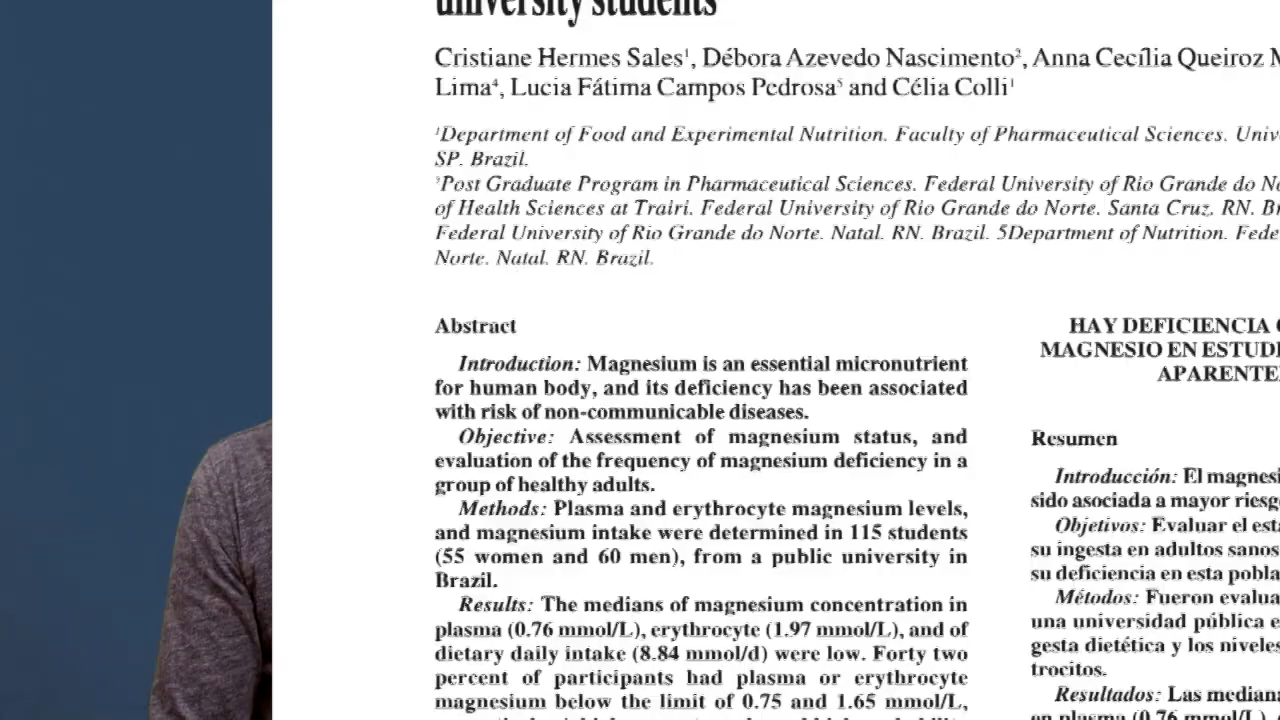 university students
Cristiane Hermes Sales¹, Débora Azevedo Nascimento², Anna Cecília Queiroz
Lima⁴, Lucia Fátima Campos Pedrosa⁵ and Célia Colli¹
¹Department of Food and Experimental Nutrition. Faculty of Pharmaceutical Sciences.
SP. Brazil.
³Post Graduate Program in Pharmaceutical Sciences. Federal University of Rio Grande do
of Health Sciences at Trairi. Federal University of Rio Grande do Norte. Santa Cruz. RN.
Federal University of Rio Grande do Norte. Natal. RN. Brazil. 5Department of Nutrition.
Norte. Natal. RN. Brazil.
Abstract
Introduction: Magnesium is an essential micronutrient
for human body, and its deficiency has been associated
with risk of non-communicable diseases.
Objective: Assessment of magnesium status, and
evaluation of the frequency of magnesium deficiency in a
group of healthy adults.
Methods: Plasma and erythrocyte magnesium levels,
and magnesium intake were determined in 115 students
(55 women and 60 men), from a public university in
Brazil.
Results: The medians of magnesium concentration in
plasma (0.76 mmol/L), erythrocyte (1.97 mmol/L), and of
dietary daily intake (8.84 mmol/d) were low. Forty two
percent of participants had plasma or erythrocyte
magnesium below the limit of 0.75 and 1.65 mmol/L,
HAY DEFICIENCIA
MAGNESIO EN
Resumen
Introducción: El
sido asociada a mayor
Objetivos: Evaluar el
su ingesta en adultos sanos
su deficiencia en esta
Métodos: Fueron
una universidad pública
gesta dietética y los niveles
trocitos.
Resultados: Las
en plasma (0.76 mmol/L)